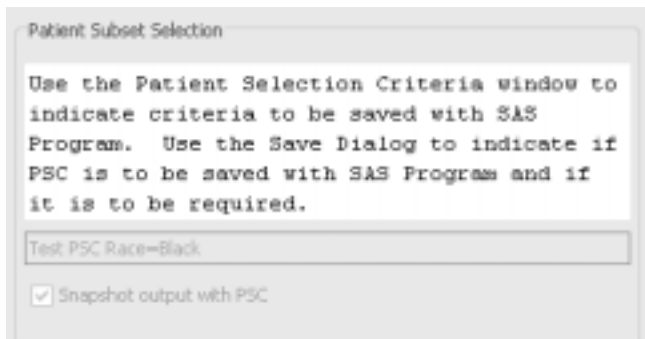 Patient Subset Selection
Use the Patient Selection Criteria window to
indicate criteria to be saved with SAS
Program.  Use the Save Dialog to indicate if
PSC is to be saved with SAS Program and if
it is to be required.
Test PSC Race=Black
Snapshot output with PSC